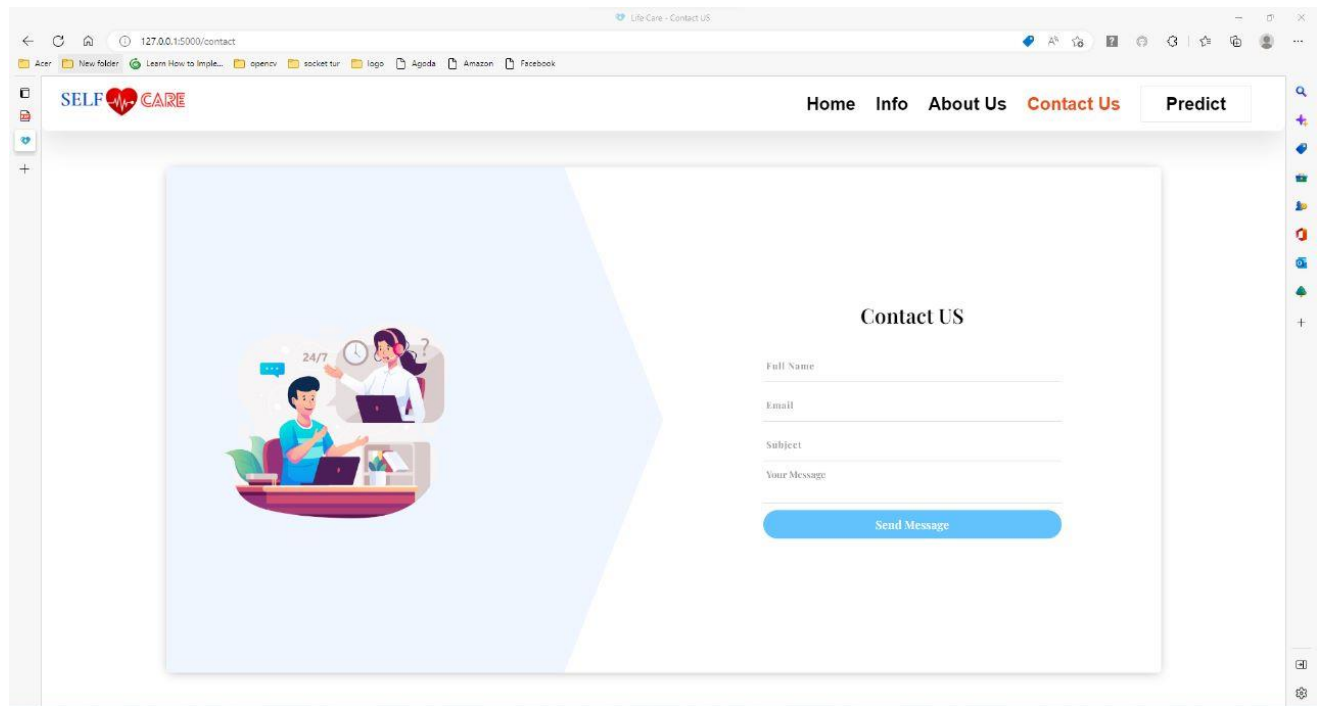 Life Care - Contact US
127.0.0.1:5000/contact
Acer New folder Learn How to Imple... opencv socket tur logo Agoda Amazon Facebook
SELF CARE
Home Info About Us Contact Us Predict
Contact US
24/7
?
Full Name
Email
Subject
Your Message
Send Message